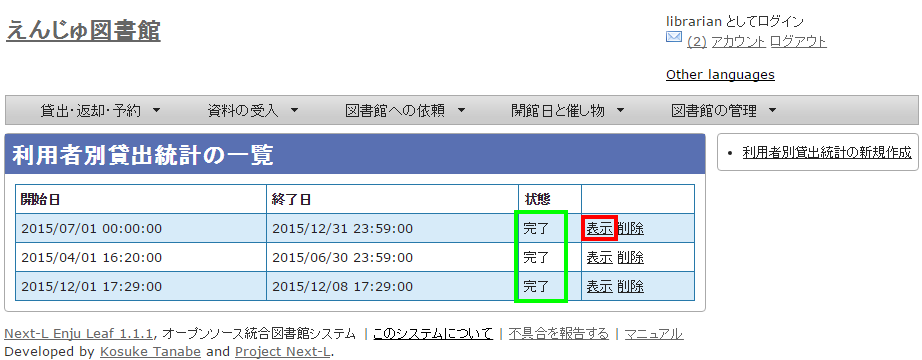 えんじゅ図書館
librarian としてログイン
(2) アカウント ログアウト
Other languages
貸出・返却・予約 ▼ 資料の受入 ▼ 図書館への依頼 ▼ 開館日と催し物 ▼ 図書館の管理 ▼
利用者別貸出統計の一覧
• 利用者別貸出統計の新規作成
開始日 終了日 状態
2015/07/01 00:00:00 2015/12/31 23:59:00 完了 表示 削除
2015/04/01 16:20:00 2015/06/30 23:59:00 完了 表示 削除
2015/12/01 17:29:00 2015/12/08 17:29:00 完了 表示 削除
Next-L Enju Leaf 1.1.1, オープンソース統合図書館システム | このシステムについて | 不具合を報告する | マニュアル
Developed by Kosuke Tanabe and Project Next-L.